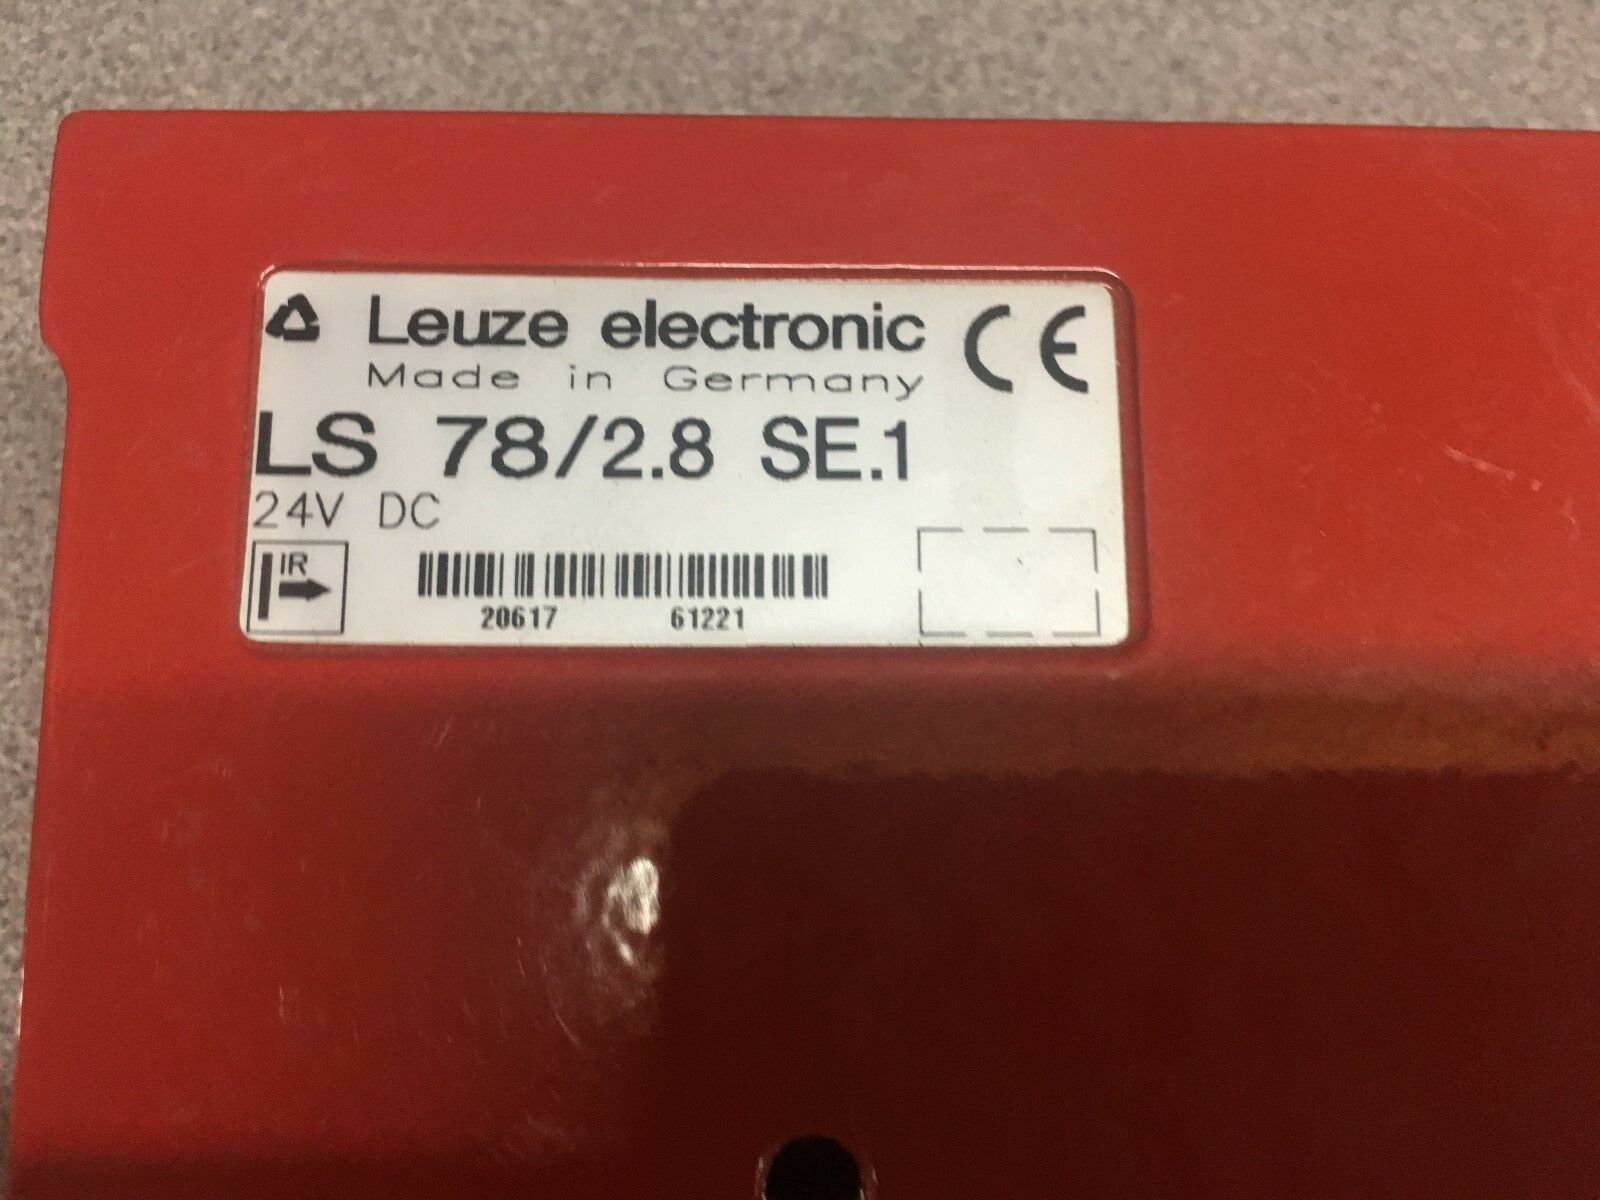 Leuze electronic CE
Made in Germany
LS 78/2.8 SE.1
24V DC
IR
20617 61221